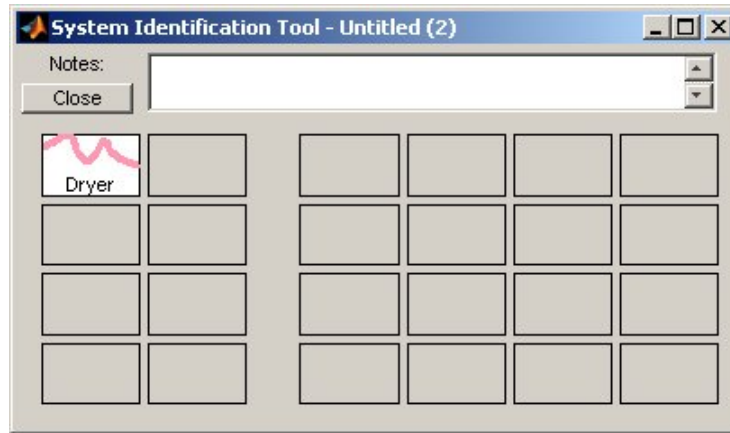 System Identification Tool - Untitled (2)
Notes:
Close
Dryer